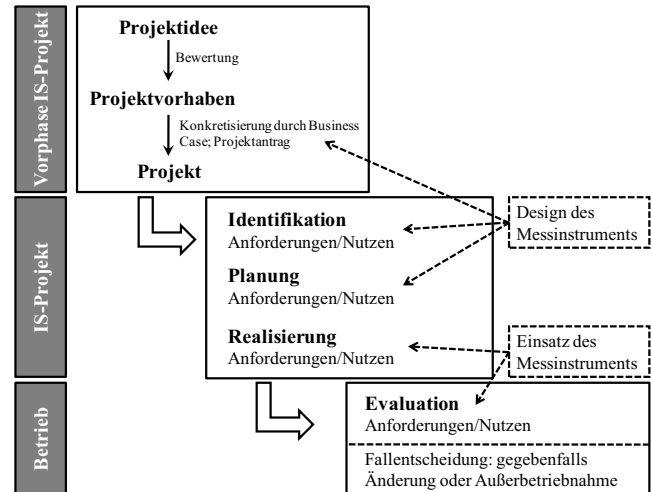 Vorphase IS-Projekt
Projektidee
Bewertung
Projektvorhaben
Konkretisierung durch Business
Case; Projektantrag
Projekt
IS-Projekt
Identifikation
Anforderungen/Nutzen
Planung
Anforderungen/Nutzen
Realisierung
Anforderungen/Nutzen
Design des
Messinstruments
Einsatz des
Messinstruments
Betrieb
Evaluation
Anforderungen/Nutzen
Fallentscheidung: gegebenfalls
Änderung oder Außerbetriebnahme